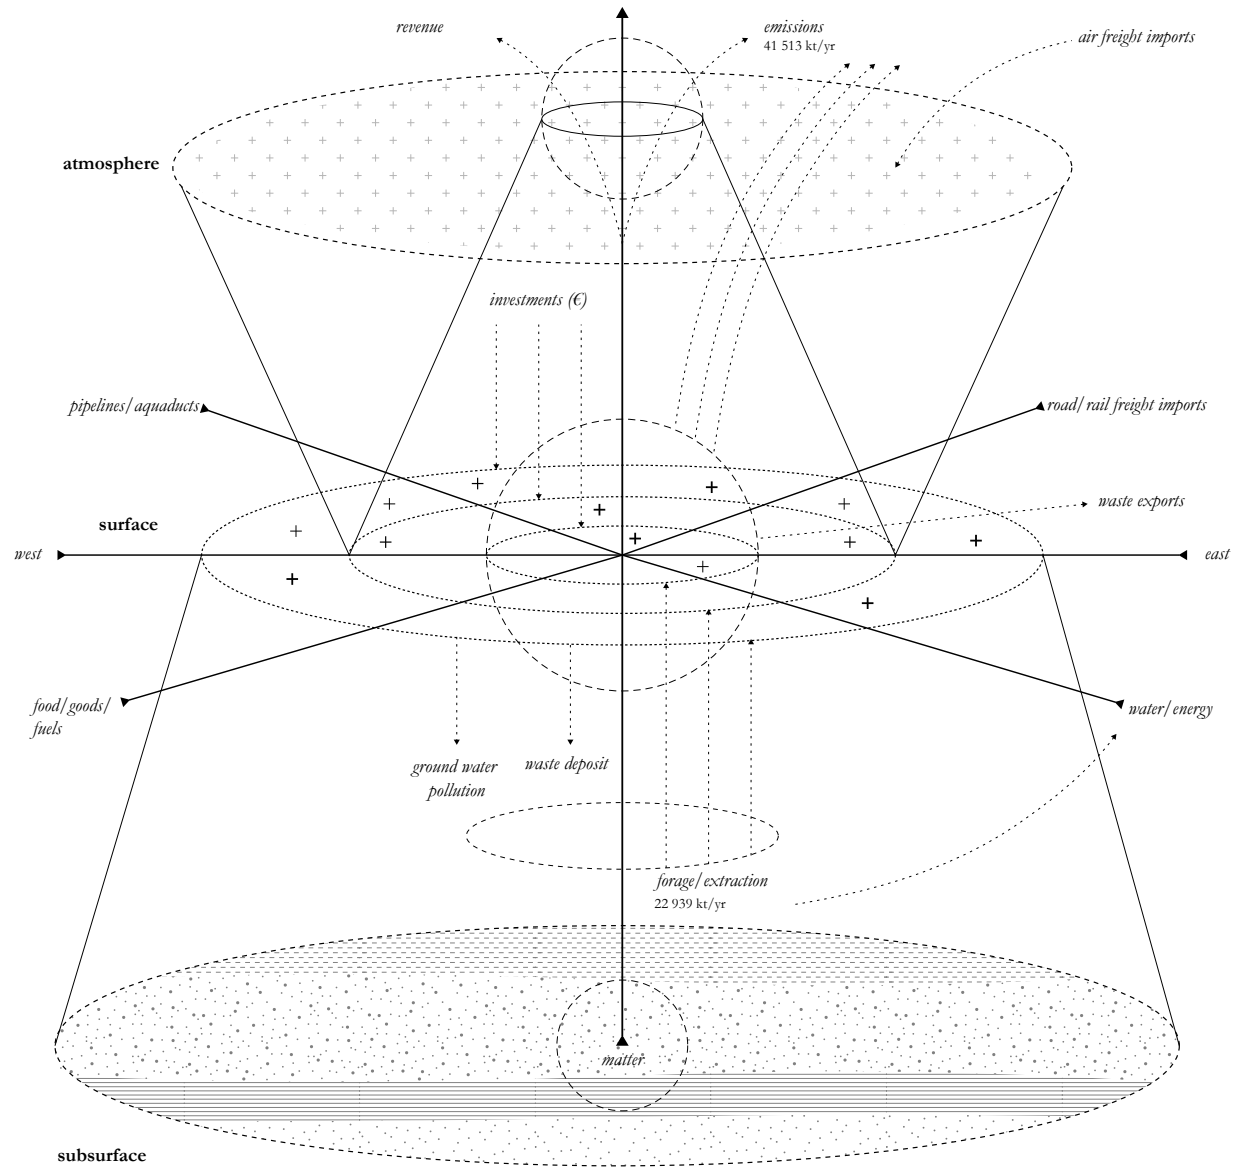 revenue
emissions
41 513 kt/yr
air freight imports
atmosphere
investments (€)
pipelines/aquaducts
road/rail freight imports
waste exports
surface
west
east
food/goods/
fuels
water/energy
ground water
pollution
waste deposit
forage/extraction
22 939 kt/yr
matter
subsurface